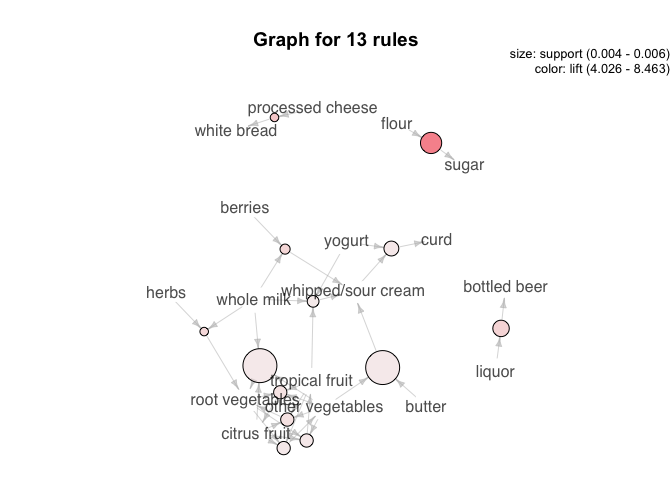 Graph for 13 rules
size: support (0.004 - 0.006)
color: lift (4.026 - 8.463)
processed cheese
white bread
flour
sugar
berries
yogurt
curd
herbs
whole milk
whipped/sour cream
bottled beer
liquor
tropical fruit
root vegetables
other vegetables
butter
citrus fruit